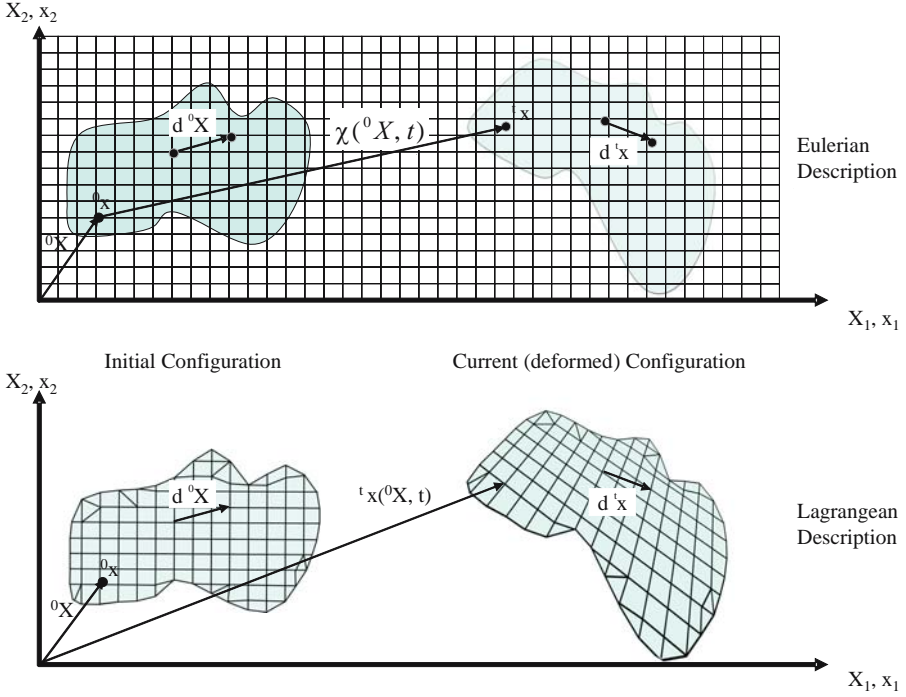 X₂, x₂
d ⁰X
χ(⁰X, t)
ᵗx
d ᵗx
⁰x
⁰X
Eulerian
Description
X₁, x₁
Initial Configuration
Current (deformed) Configuration
X₂, x₂
d ⁰X
ᵗx(⁰X, t)
d ᵗx
⁰x
⁰X
Lagrangean
Description
X₁, x₁